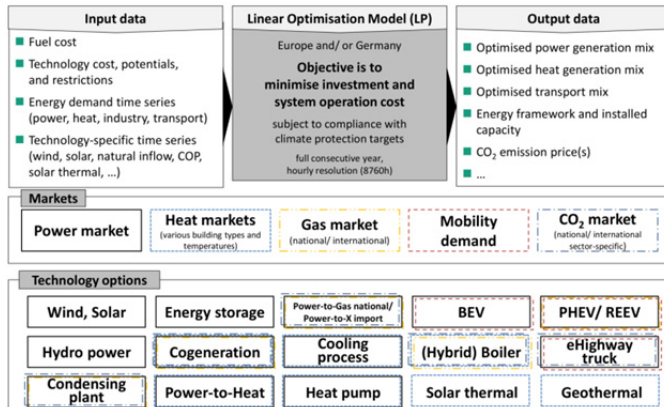 Input data
Fuel cost
Technology cost, potentials,
and restrictions
Energy demand time series
(power, heat, industry, transport)
Technology-specific time series
(wind, solar, natural inflow, COP,
solar thermal, ...)
Linear Optimisation Model (LP)
Europe and/ or Germany
Objective is to
minimise investment and
system operation cost
subject to compliance with
climate protection targets
full consecutive year,
hourly resolution (8760h)
Output data
Optimised power generation mix
Optimised heat generation mix
Optimised transport mix
Energy framework and installed
capacity
CO2 emission price(s)
...
Markets
Power market
Heat markets
(various building types and
temperatures)
Gas market
(national/ international)
Mobility
demand
CO2 market
(national/ international
sector-specific)
Technology options
Wind, Solar
Energy storage
Power-to-Gas national/
Power-to-X import
BEV
PHEV/ REEV
Hydro power
Cogeneration
Cooling
process
(Hybrid) Boiler
eHighway
truck
Condensing
plant
Power-to-Heat
Heat pump
Solar thermal
Geothermal